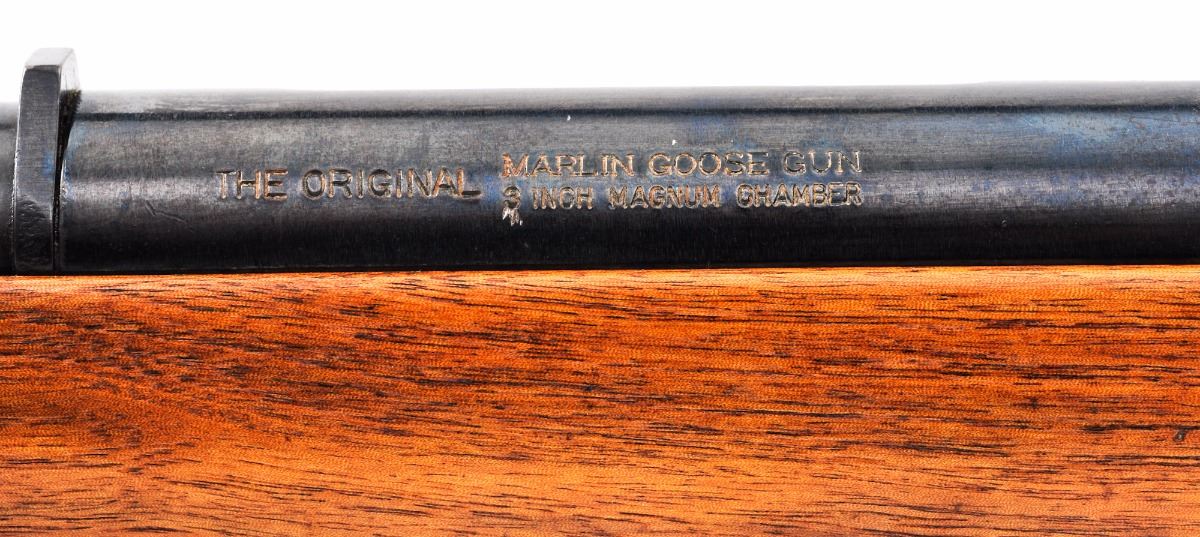 THE ORIGINAL
MARLIN GOOSE GUN
3 INCH MAGNUM CHAMBER